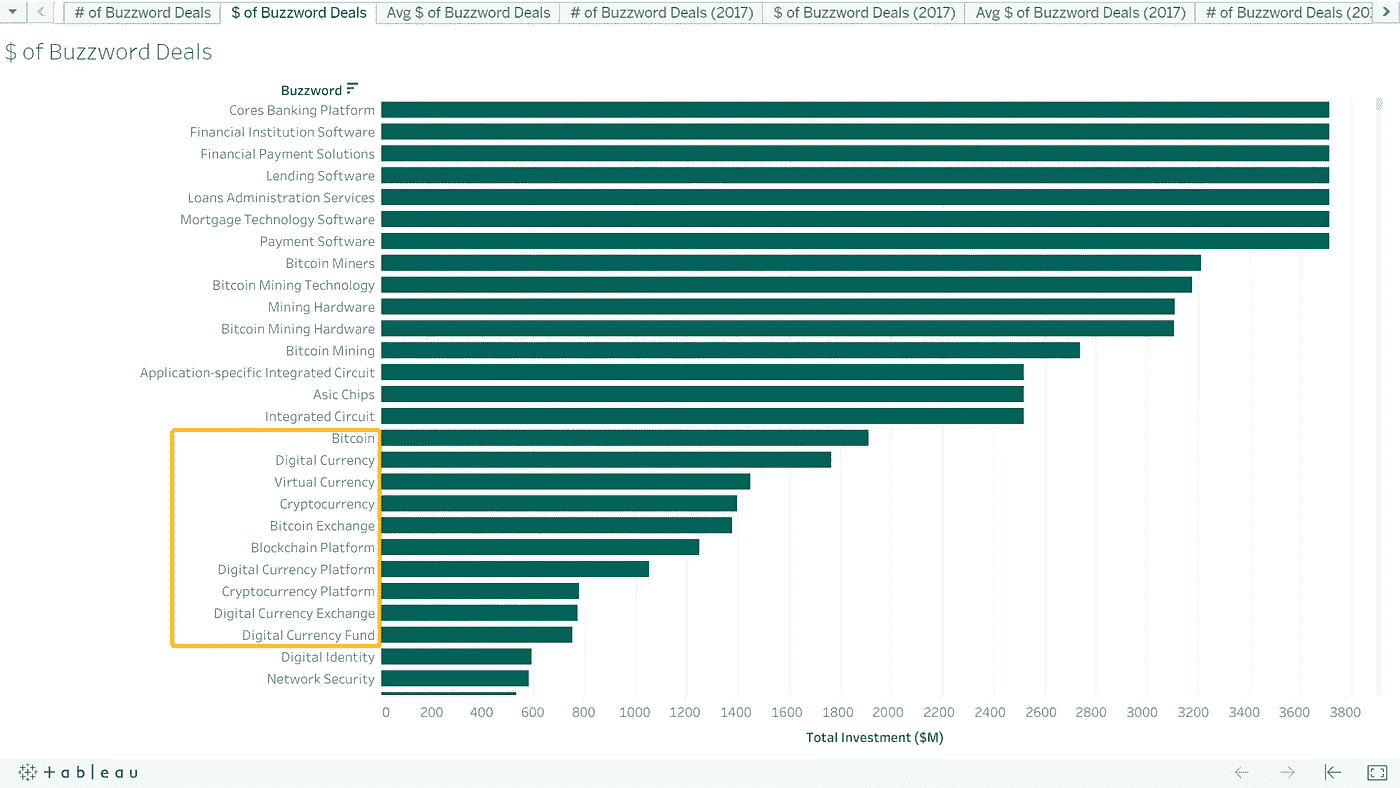 # of Buzzword Deals $ of Buzzword Deals Avg $ of Buzzword Deals # of Buzzword Deals (2017) $ of Buzzword Deals (2017) Avg $ of Buzzword Deals (2017) # of Buzzword Deals (20
$ of Buzzword Deals
Buzzword
Cores Banking Platform
Financial Institution Software
Financial Payment Solutions
Lending Software
Loans Administration Services
Mortgage Technology Software
Payment Software
Bitcoin Miners
Bitcoin Mining Technology
Mining Hardware
Bitcoin Mining Hardware
Bitcoin Mining
Application-specific Integrated Circuit
Asic Chips
Integrated Circuit
Bitcoin
Digital Currency
Virtual Currency
Cryptocurrency
Bitcoin Exchange
Blockchain Platform
Digital Currency Platform
Cryptocurrency Platform
Digital Currency Exchange
Digital Currency Fund
Digital Identity
Network Security
0 200 400 600 800 1000 1200 1400 1600 1800 2000 2200 2400 2600 2800 3000 3200 3400 3600 3800
Total Investment ($M)
+ableau